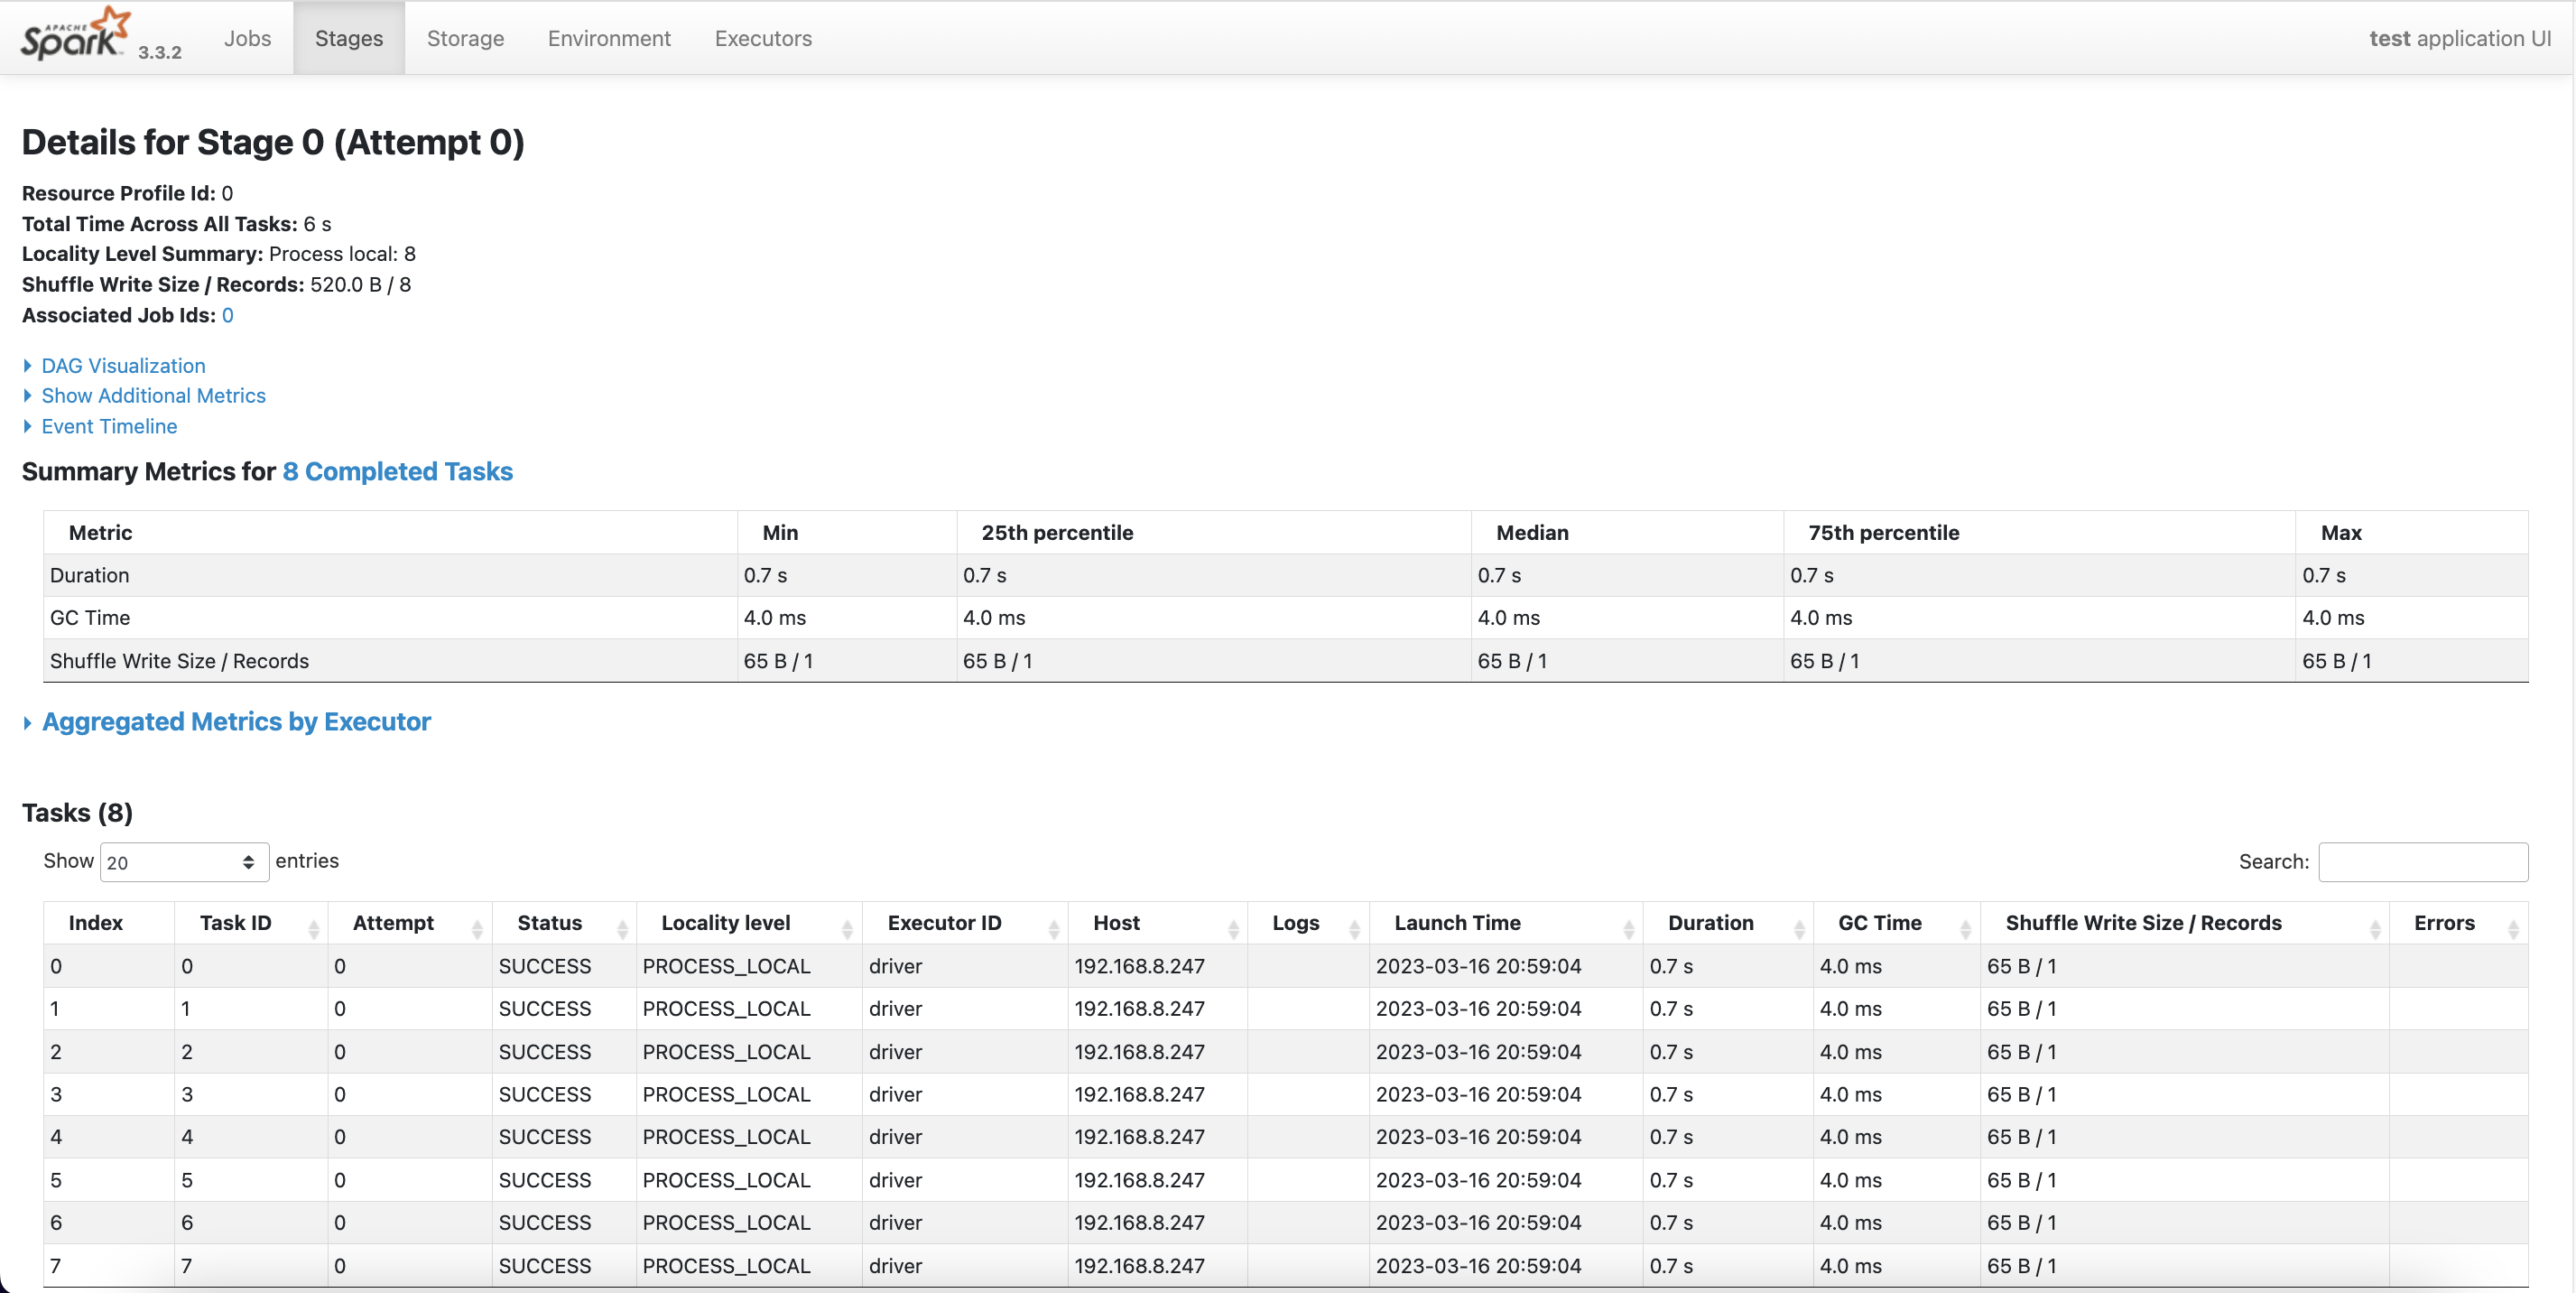 APACHE Spark 3.3.2 Jobs Stages Storage Environment Executors test application UI
Details for Stage 0 (Attempt 0)
Resource Profile Id: 0
Total Time Across All Tasks: 6 s
Locality Level Summary: Process local: 8
Shuffle Write Size / Records: 520.0 B / 8
Associated Job Ids: 0
DAG Visualization
Show Additional Metrics
Event Timeline
Summary Metrics for 8 Completed Tasks
Metric Min 25th percentile Median 75th percentile Max
Duration 0.7 s 0.7 s 0.7 s 0.7 s 0.7 s
GC Time 4.0 ms 4.0 ms 4.0 ms 4.0 ms 4.0 ms
Shuffle Write Size / Records 65 B / 1 65 B / 1 65 B / 1 65 B / 1 65 B / 1
Aggregated Metrics by Executor
Tasks (8)
Show 20 entries Search:
Index Task ID Attempt Status Locality level Executor ID Host Logs Launch Time Duration GC Time Shuffle Write Size / Records Errors
0 0 0 SUCCESS PROCESS_LOCAL driver 192.168.8.247 2023-03-16 20:59:04 0.7 s 4.0 ms 65 B / 1
1 1 0 SUCCESS PROCESS_LOCAL driver 192.168.8.247 2023-03-16 20:59:04 0.7 s 4.0 ms 65 B / 1
2 2 0 SUCCESS PROCESS_LOCAL driver 192.168.8.247 2023-03-16 20:59:04 0.7 s 4.0 ms 65 B / 1
3 3 0 SUCCESS PROCESS_LOCAL driver 192.168.8.247 2023-03-16 20:59:04 0.7 s 4.0 ms 65 B / 1
4 4 0 SUCCESS PROCESS_LOCAL driver 192.168.8.247 2023-03-16 20:59:04 0.7 s 4.0 ms 65 B / 1
5 5 0 SUCCESS PROCESS_LOCAL driver 192.168.8.247 2023-03-16 20:59:04 0.7 s 4.0 ms 65 B / 1
6 6 0 SUCCESS PROCESS_LOCAL driver 192.168.8.247 2023-03-16 20:59:04 0.7 s 4.0 ms 65 B / 1
7 7 0 SUCCESS PROCESS_LOCAL driver 192.168.8.247 2023-03-16 20:59:04 0.7 s 4.0 ms 65 B / 1